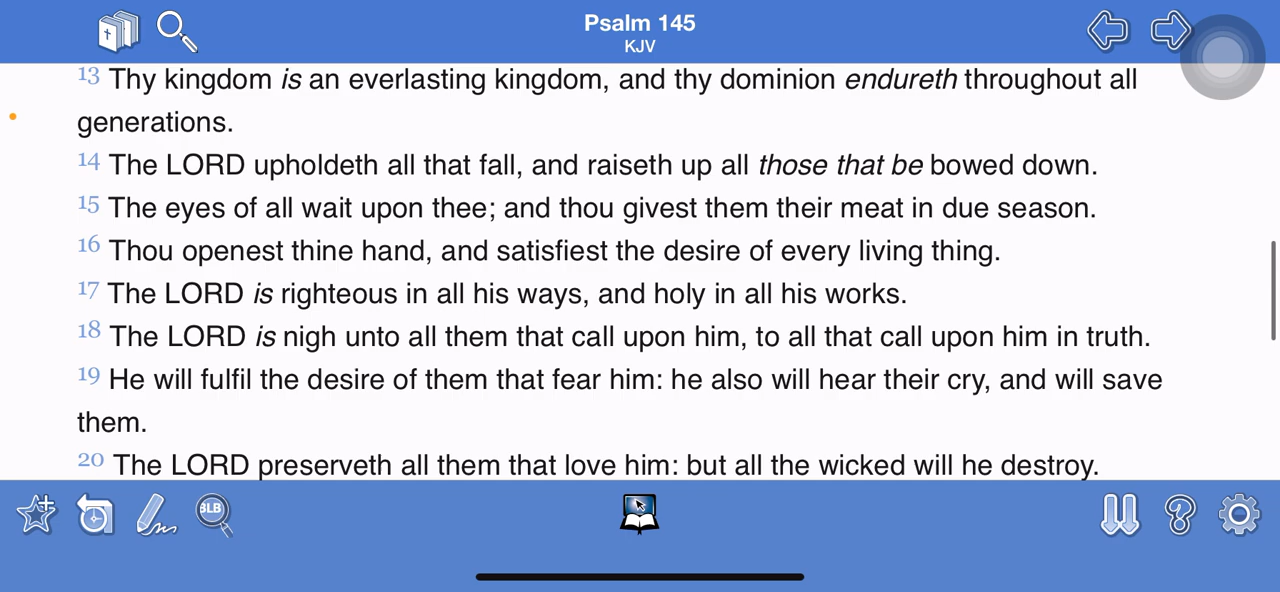 Psalm 145
KJV
13 Thy kingdom is an everlasting kingdom, and thy dominion endureth throughout all
generations.
14 The LORD upholdeth all that fall, and raiseth up all those that be bowed down.
15 The eyes of all wait upon thee; and thou givest them their meat in due season.
16 Thou openest thine hand, and satisfiest the desire of every living thing.
17 The LORD is righteous in all his ways, and holy in all his works.
18 The LORD is nigh unto all them that call upon him, to all that call upon him in truth.
19 He will fulfil the desire of them that fear him: he also will hear their cry, and will save
them.
20 The LORD preserveth all them that love him: but all the wicked will he destroy.
BLB